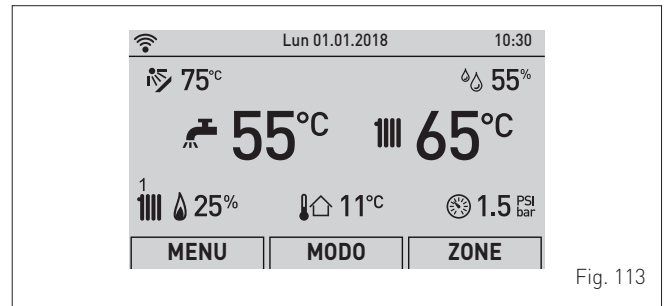 Lun 01.01.2018 10:30
75°C 55%
55°C 65°C
1
25% 11°C 1.5 PSI bar
MENU MODO ZONE
Fig. 113